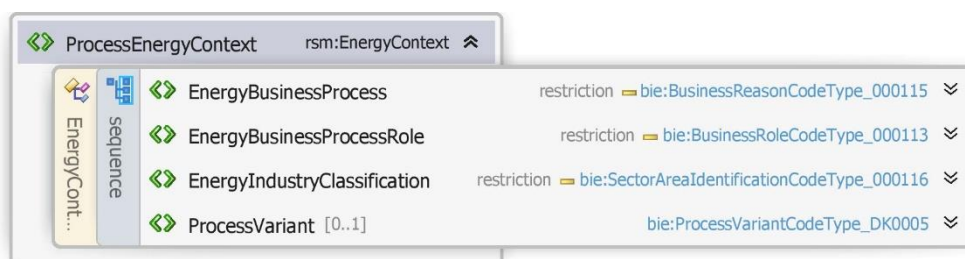 ProcessEnergyContext rsm:EnergyContext
EnergyCont...
sequence
EnergyBusinessProcess restriction bie:BusinessReasonCodeType_000115
EnergyBusinessProcessRole restriction bie:BusinessRoleCodeType_000113
EnergyIndustryClassification restriction bie:SectorAreaIdentificationCodeType_000116
ProcessVariant [0..1] bie:ProcessVariantCodeType_DK0005